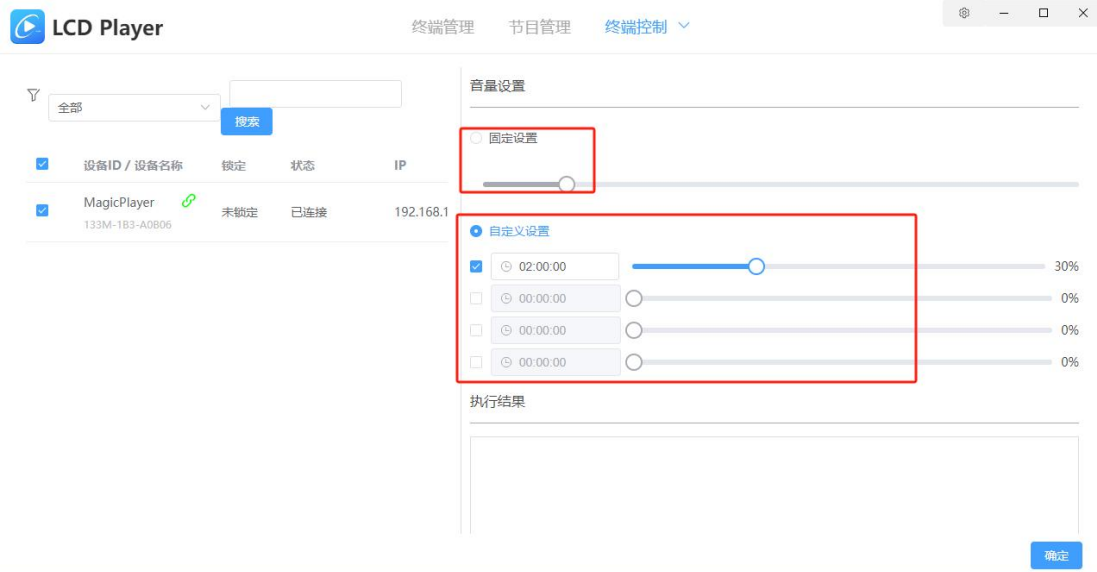 LCD Player
终端管理 节目管理 终端控制
全部
搜索
设备ID / 设备名称 锁定 状态 IP
MagicPlayer 未锁定 已连接 192.168.1
133M-1B3-A0B06
音量设置
固定设置
自定义设置
02:00:00 30%
00:00:00 0%
00:00:00 0%
00:00:00 0%
执行结果
确定